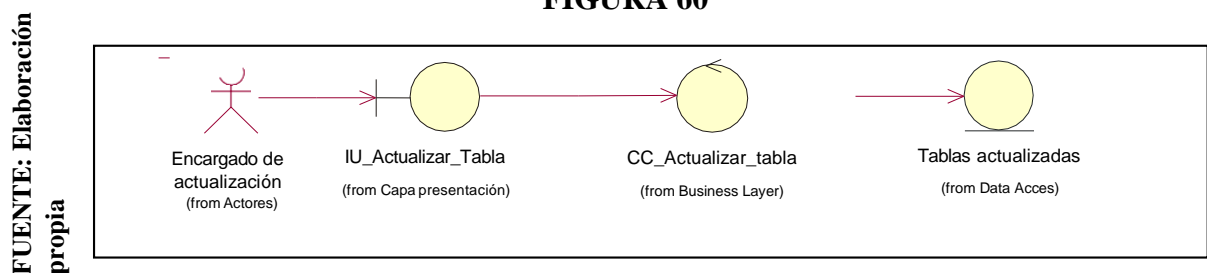 FIGURA 60
FUENTE: Elaboración
propia
Encargado de
actualización
(from Actores)
IU_Actualizar_Tabla
(from Capa presentación)
CC_Actualizar_tabla
(from Business Layer)
Tablas actualizadas
(from Data Acces)